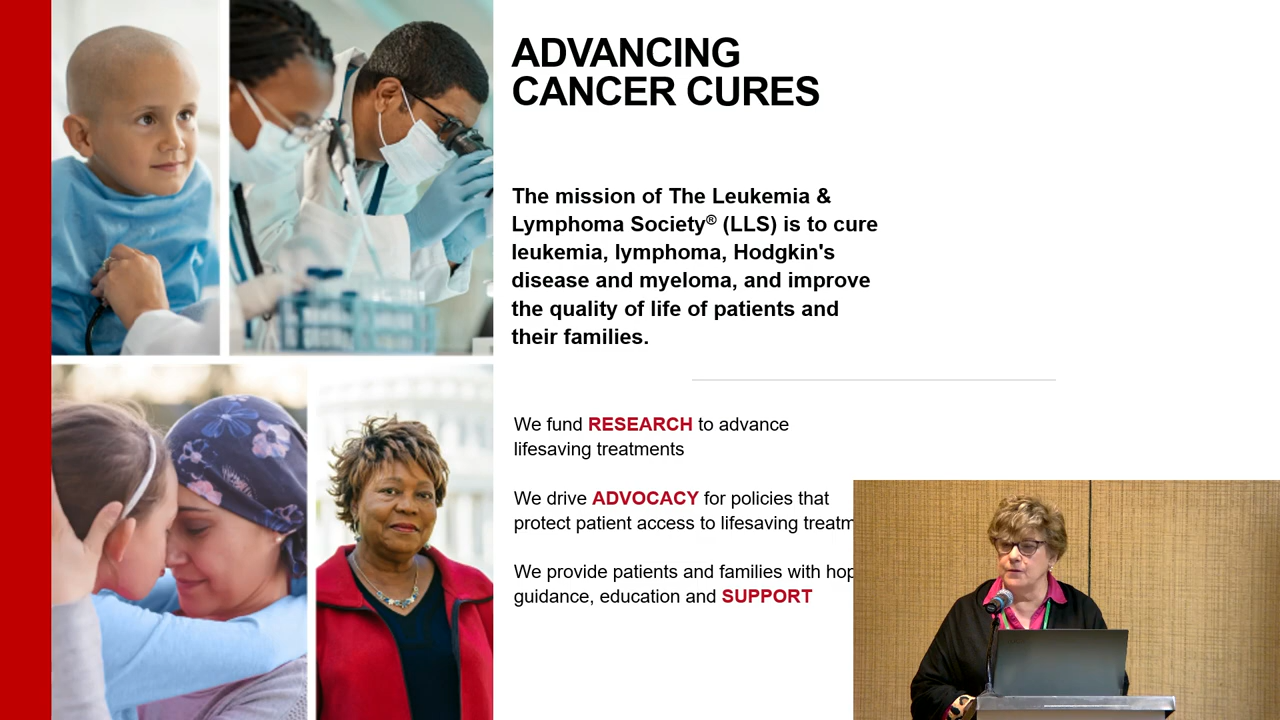 ADVANCING
CANCER CURES
The mission of The Leukemia &
Lymphoma Society® (LLS) is to cure
leukemia, lymphoma, Hodgkin's
disease and myeloma, and improve
the quality of life of patients and
their families.
We fund RESEARCH to advance
lifesaving treatments
We drive ADVOCACY for policies that
protect patient access to lifesaving treatm
We provide patients and families with hop
guidance, education and SUPPORT